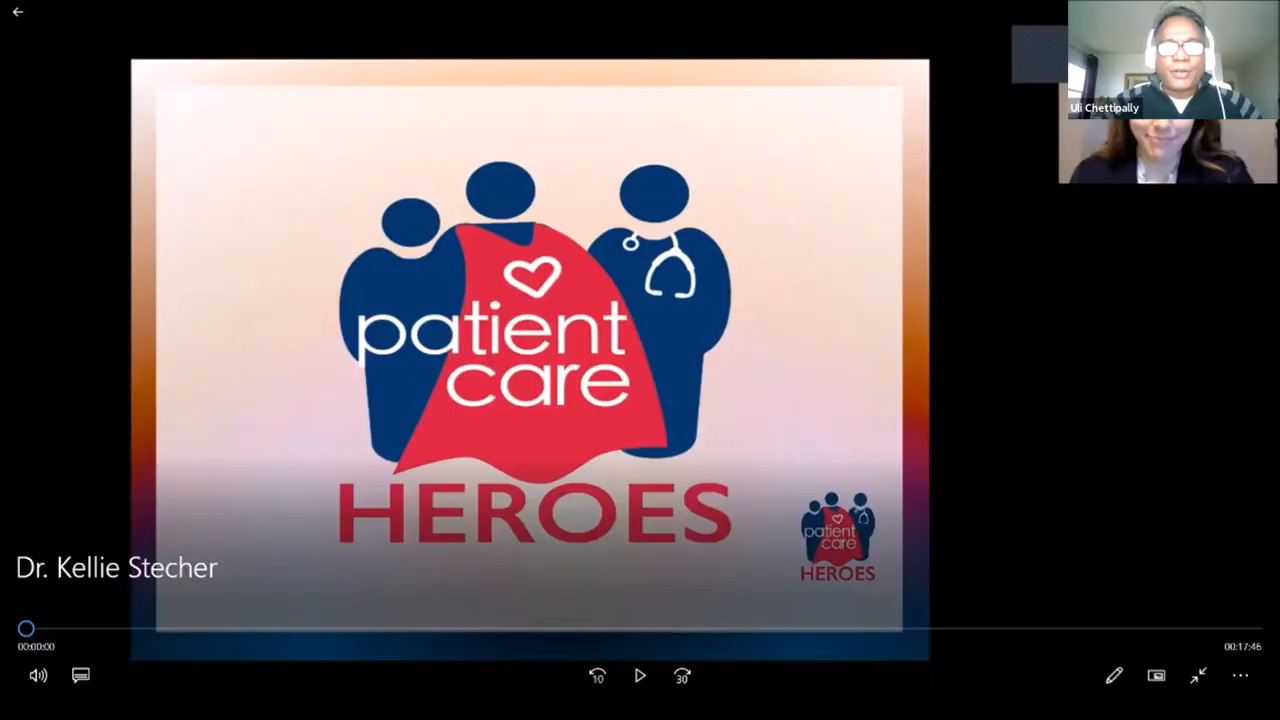 Uli Chettipally
patient
care
HEROES
patient
care
HEROES
Dr. Kellie Stecher
00:00:00
00:17:46
10
30